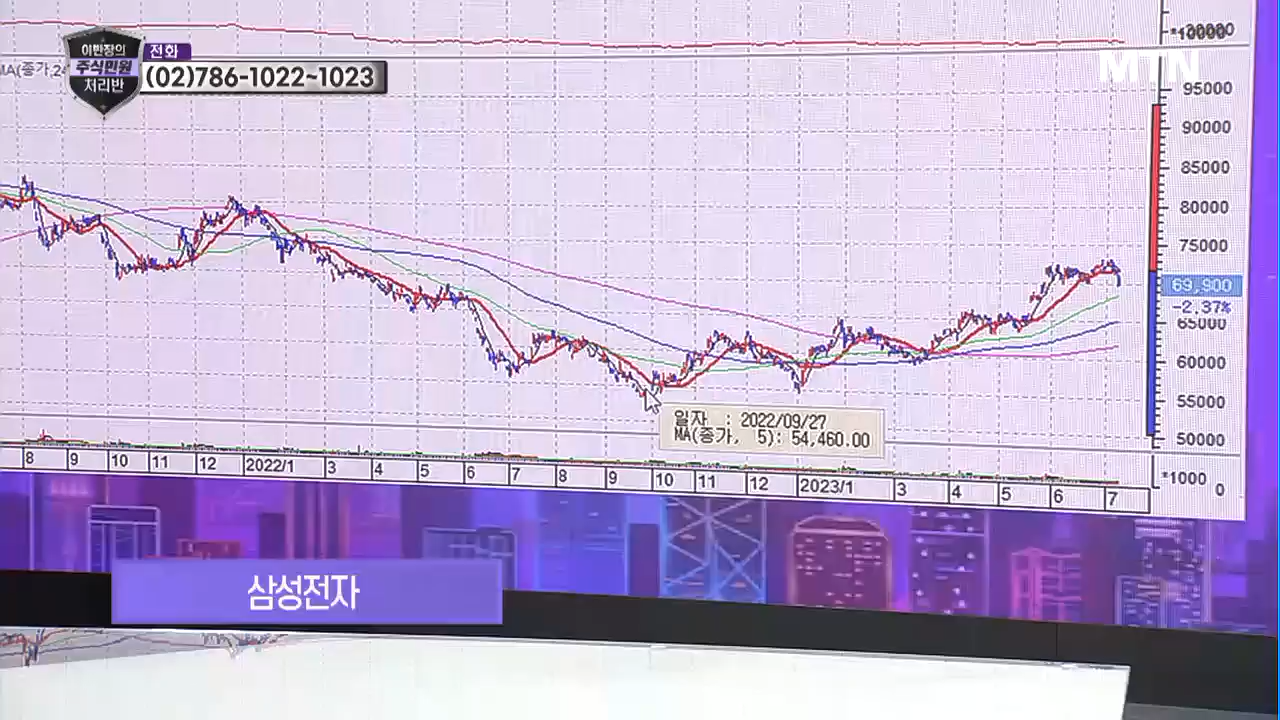 이반장의
주식민원
처리반
전화
(02)786-1022~1023
MTN
95000
90000
85000
80000
75000
69,900
-2.37%
65000
60000
55000
50000
*1000
0
일자 : 2022/09/27
MA(종가, 5): 54,460.00
8 9 10 11 12 2022/1 3 4 5 6 7 8 9 10 11 12 2023/1 3 4 5 6 7
삼성전자